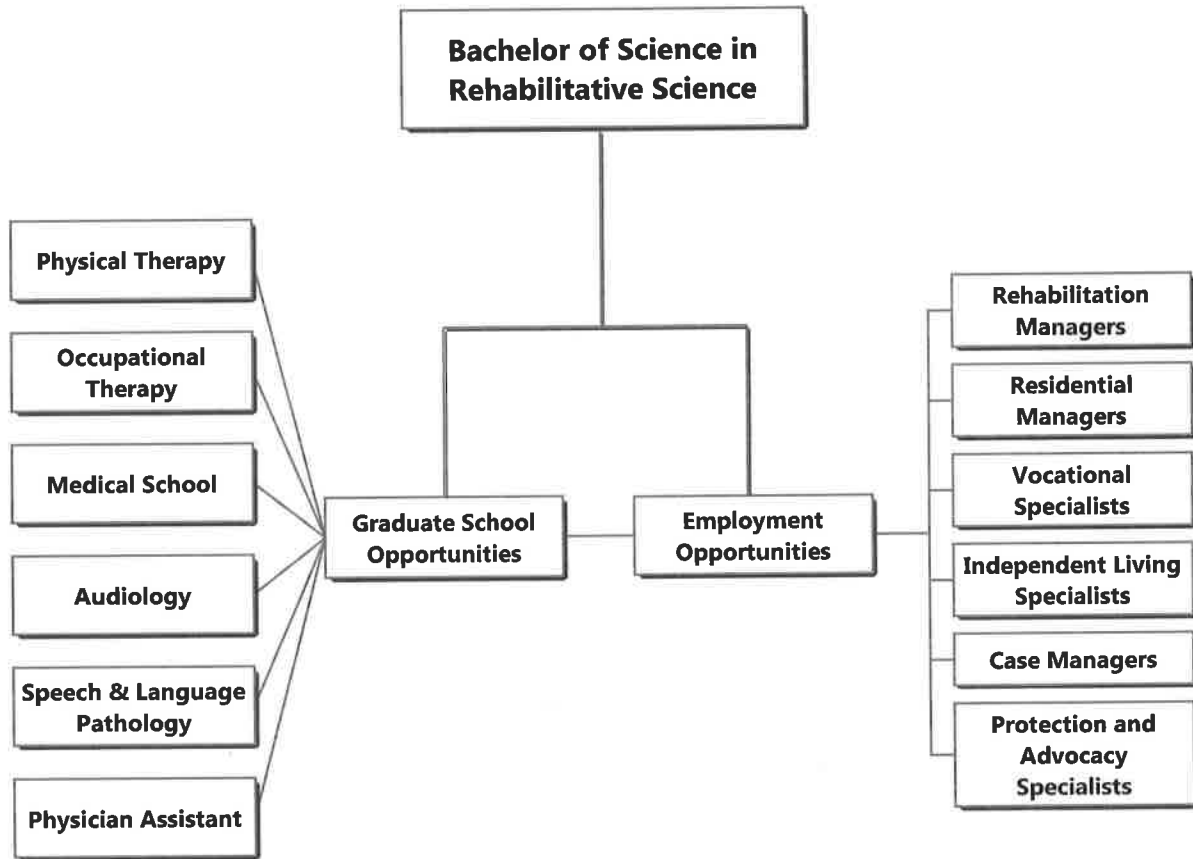 Bachelor of Science in
Rehabilitative Science
Physical Therapy
Occupational
Therapy
Medical School
Audiology
Speech & Language
Pathology
Physician Assistant
Graduate School
Opportunities
Employment
Opportunities
Rehabilitation
Managers
Residential
Managers
Vocational
Specialists
Independent Living
Specialists
Case Managers
Protection and
Advocacy
Specialists